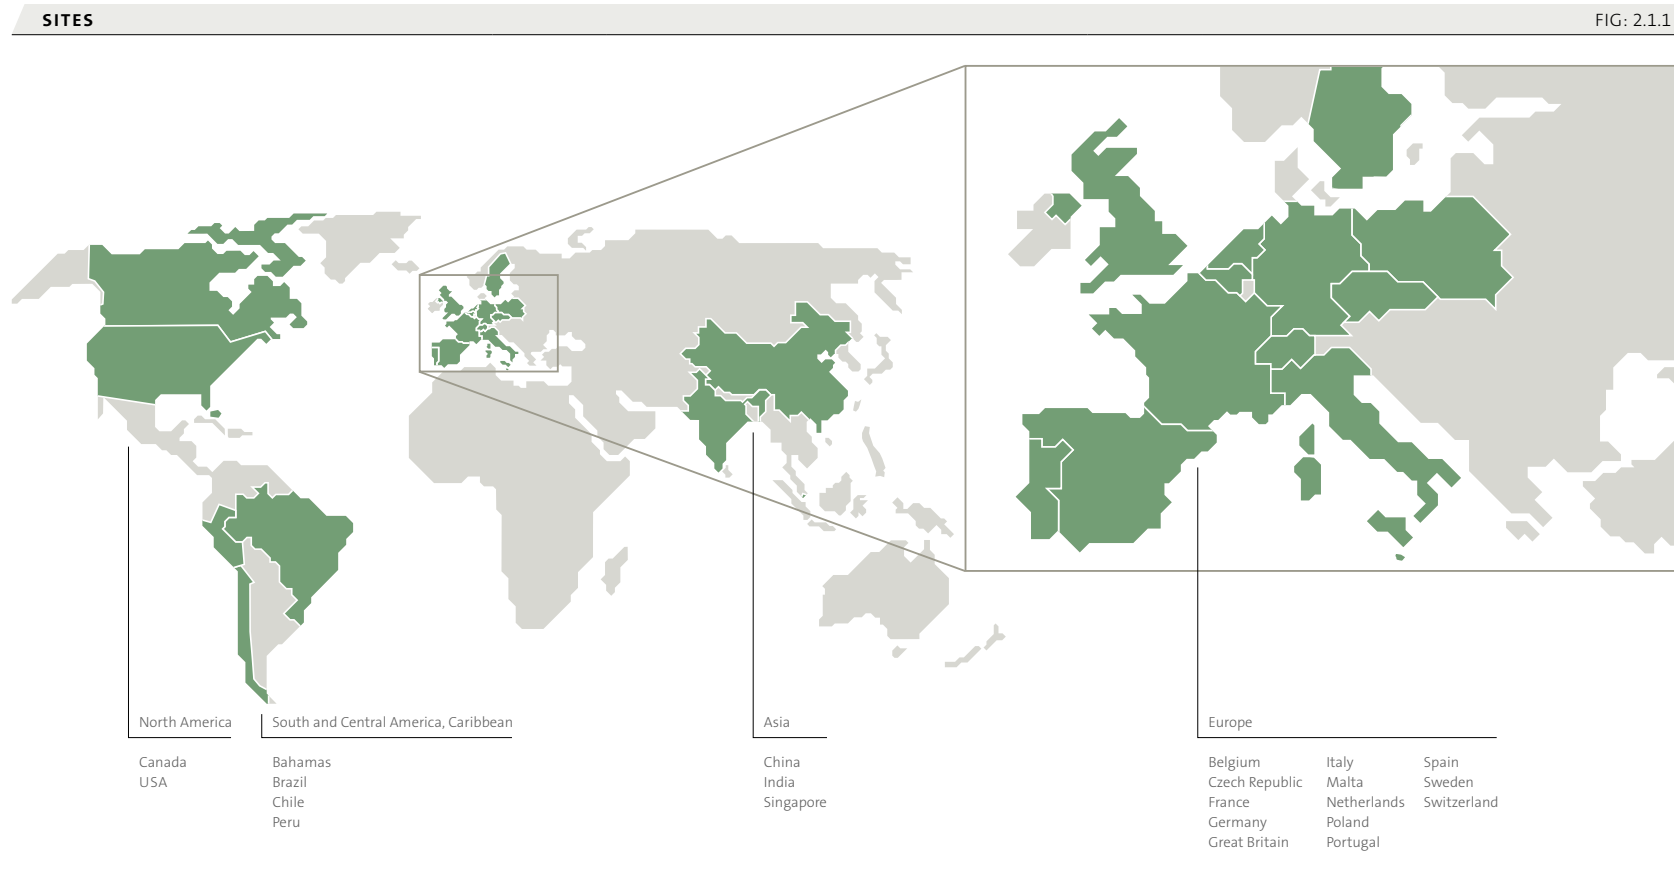 SITES
FIG: 2.1.1
North America
Canada
USA
South and Central America, Caribbean
Bahamas
Brazil
Chile
Peru
Asia
China
India
Singapore
Europe
Belgium
Czech Republic
France
Germany
Great Britain
Italy
Malta
Netherlands
Poland
Portugal
Spain
Sweden
Switzerland